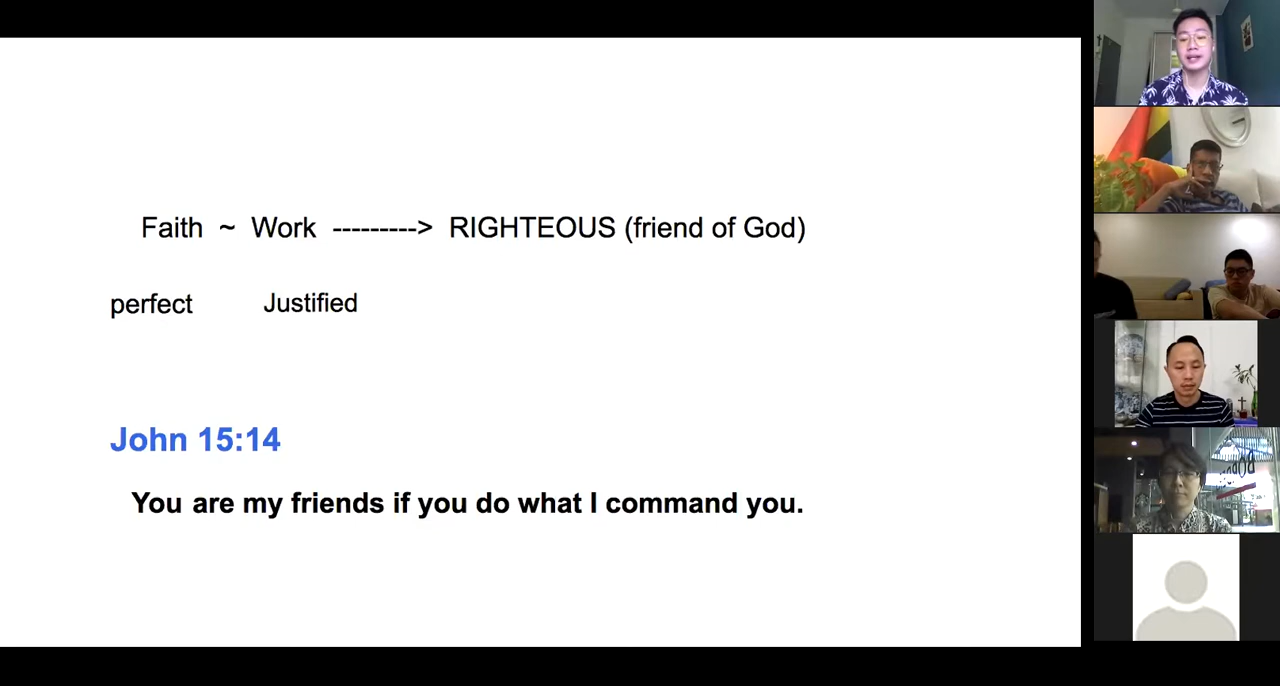 Faith ~ Work ---------> RIGHTEOUS (friend of God)
perfect Justified
John 15:14
You are my friends if you do what I command you.